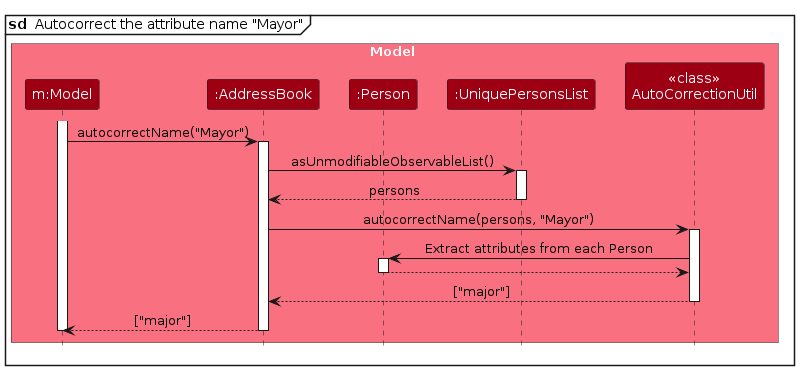 sd Autocorrect the attribute name "Mayor"
Model
m:Model
:AddressBook
:Person
:UniquePersonsList
«class»
AutoCorrectionUtil
autocorrectName("Mayor")
asUnmodifiableObservableList()
persons
autocorrectName(persons, "Mayor")
Extract attributes from each Person
["major"]
["major"]